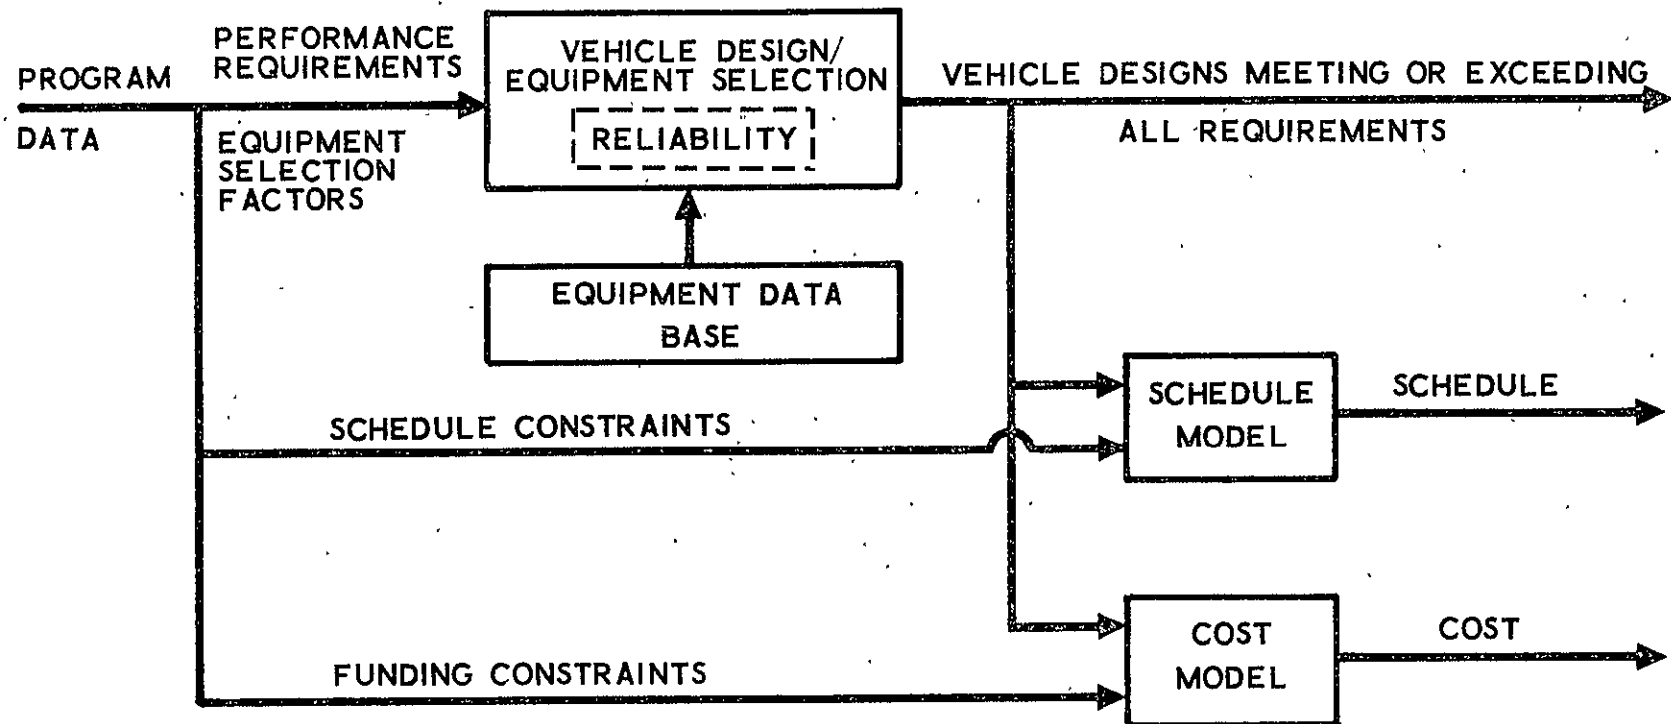 PROGRAM
DATA
PERFORMANCE
REQUIREMENTS
EQUIPMENT
SELECTION
FACTORS
VEHICLE DESIGN/
EQUIPMENT SELECTION
RELIABILITY
VEHICLE DESIGNS MEETING OR EXCEEDING
ALL REQUIREMENTS
EQUIPMENT DATA
BASE
SCHEDULE CONSTRAINTS
SCHEDULE
MODEL
SCHEDULE
FUNDING CONSTRAINTS
COST
MODEL
COST